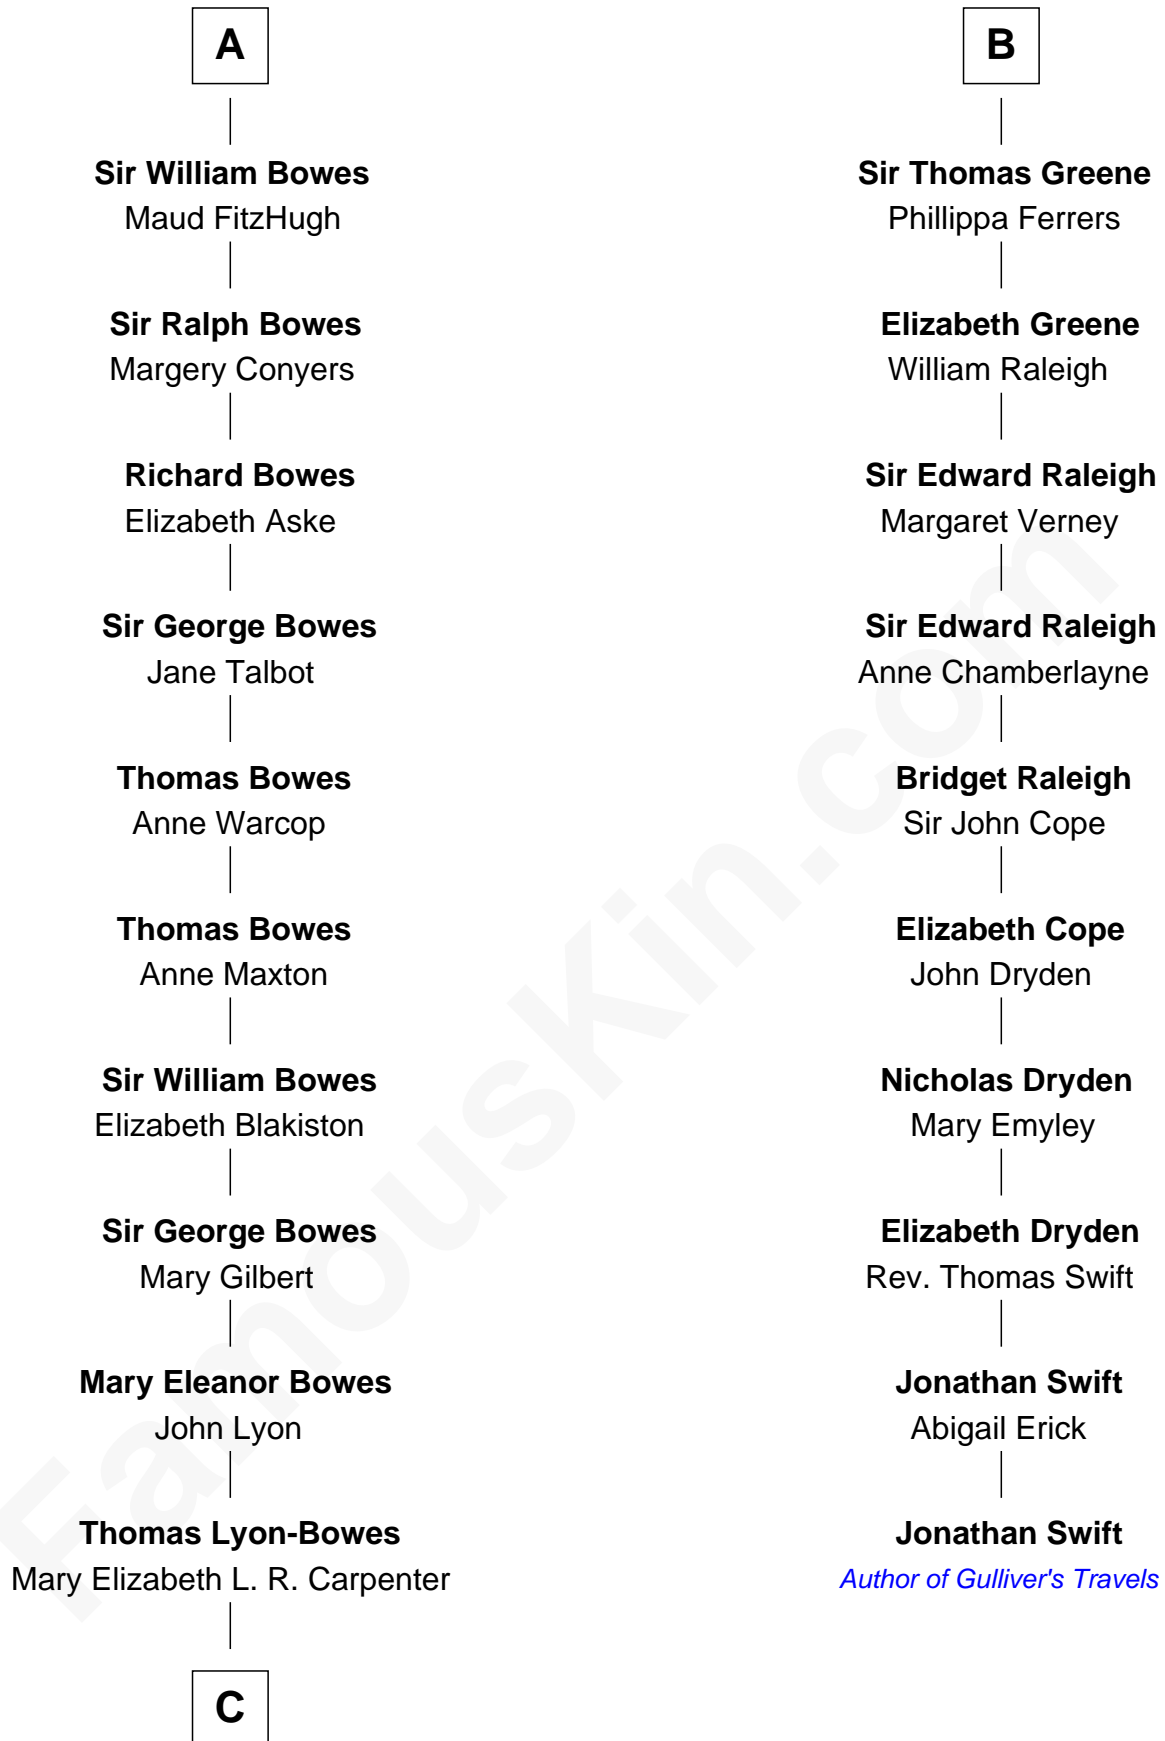 A
Sir William Bowes
Maud FitzHugh
Sir Ralph Bowes
Margery Conyers
Richard Bowes
Elizabeth Aske
Sir George Bowes
Jane Talbot
Thomas Bowes
Anne Warcop
Thomas Bowes
Anne Maxton
Sir William Bowes
Elizabeth Blakiston
Sir George Bowes
Mary Gilbert
Mary Eleanor Bowes
John Lyon
Thomas Lyon-Bowes
Mary Elizabeth L. R. Carpenter
C
B
Sir Thomas Greene
Phillippa Ferrers
Elizabeth Greene
William Raleigh
Sir Edward Raleigh
Margaret Verney
Sir Edward Raleigh
Anne Chamberlayne
Bridget Raleigh
Sir John Cope
Elizabeth Cope
John Dryden
Nicholas Dryden
Mary Emyley
Elizabeth Dryden
Rev. Thomas Swift
Jonathan Swift
Abigail Erick
Jonathan Swift
Author of Gulliver's Travels
FamousKin.com